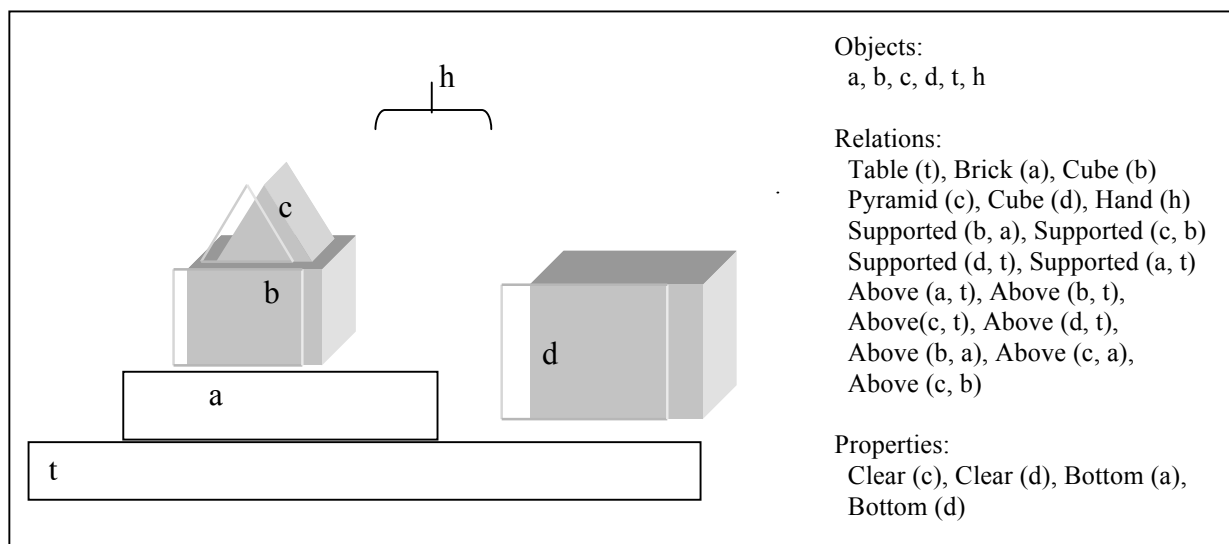 h
c
b
d
a
t
Objects:
a, b, c, d, t, h
Relations:
Table (t), Brick (a), Cube (b)
Pyramid (c), Cube (d), Hand (h)
Supported (b, a), Supported (c, b)
Supported (d, t), Supported (a, t)
Above (a, t), Above (b, t),
Above(c, t), Above (d, t),
Above (b, a), Above (c, a),
Above (c, b)
Properties:
Clear (c), Clear (d), Bottom (a),
Bottom (d)